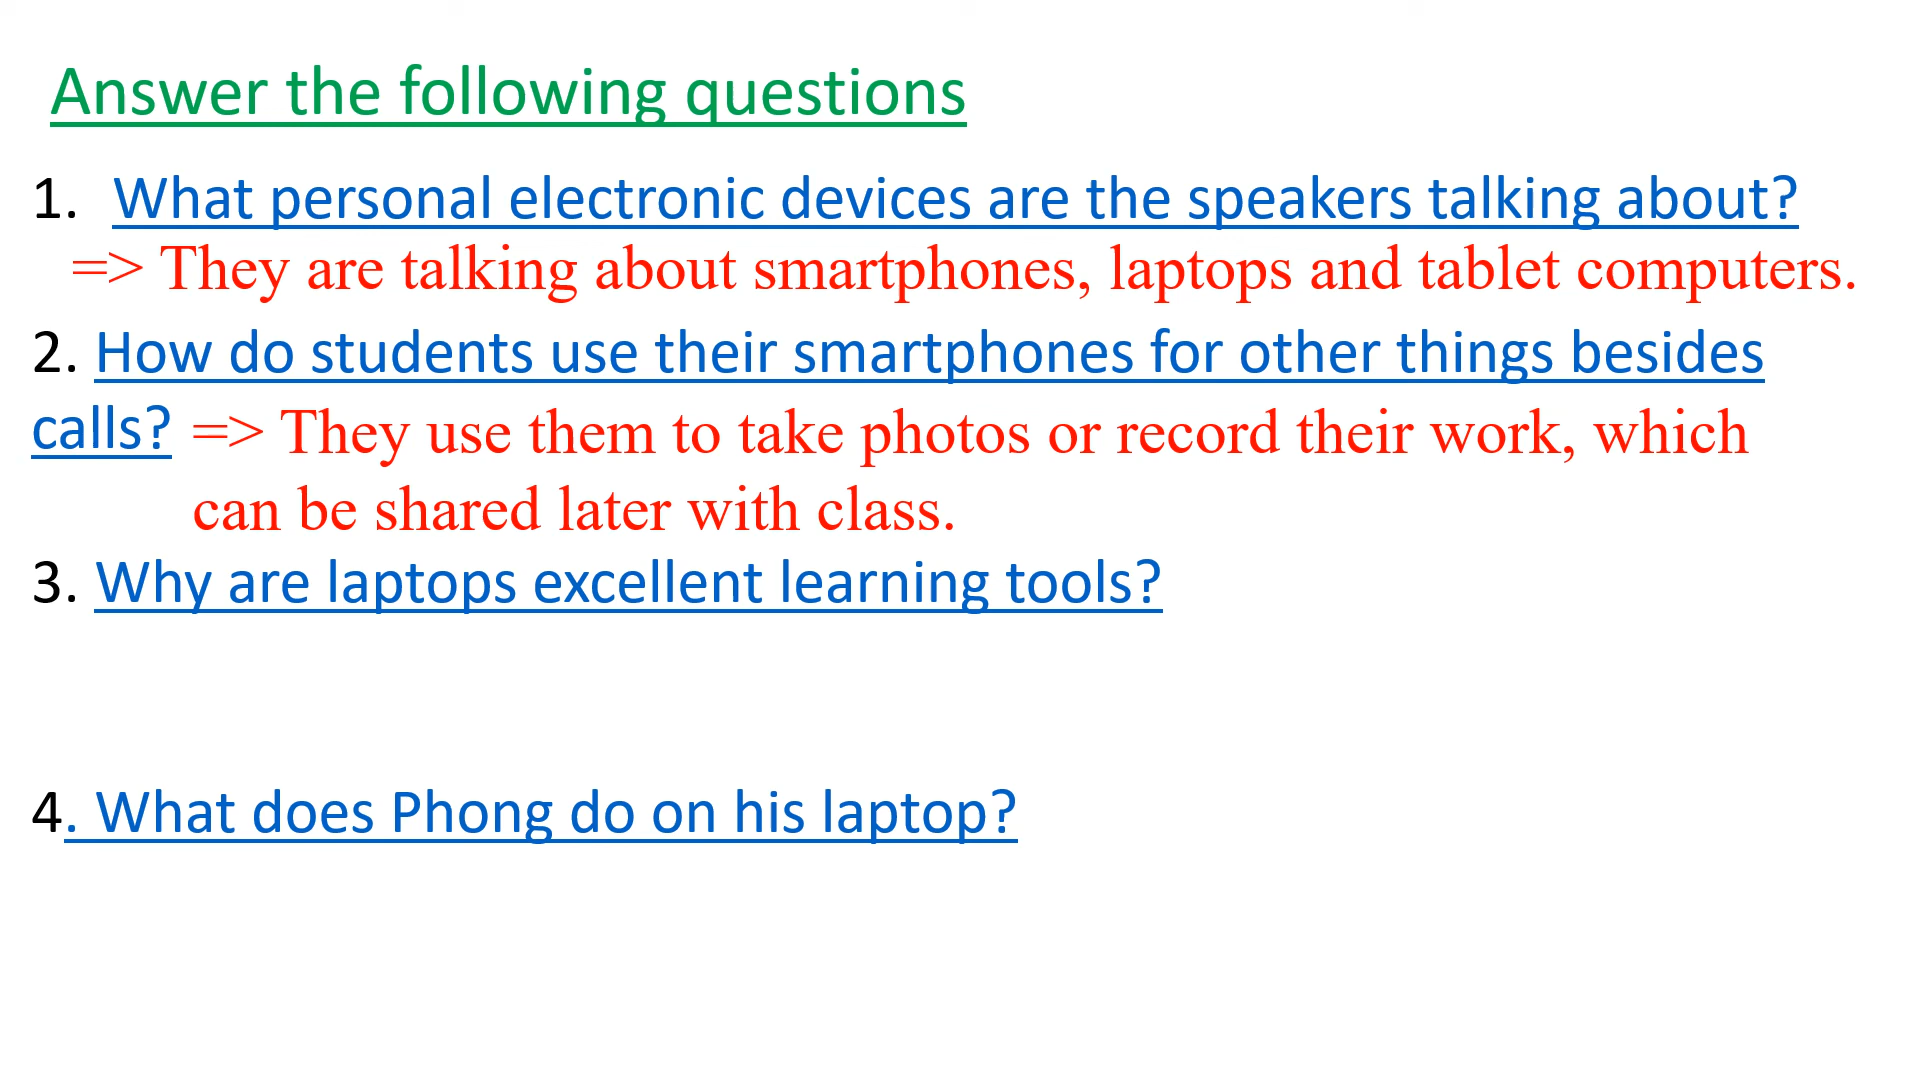 Answer the following questions
1. What personal electronic devices are the speakers talking about?
=> They are talking about smartphones, laptops and tablet computers.
2. How do students use their smartphones for other things besides
calls? => They use them to take photos or record their work, which
can be shared later with class.
3. Why are laptops excellent learning tools?
4. What does Phong do on his laptop?